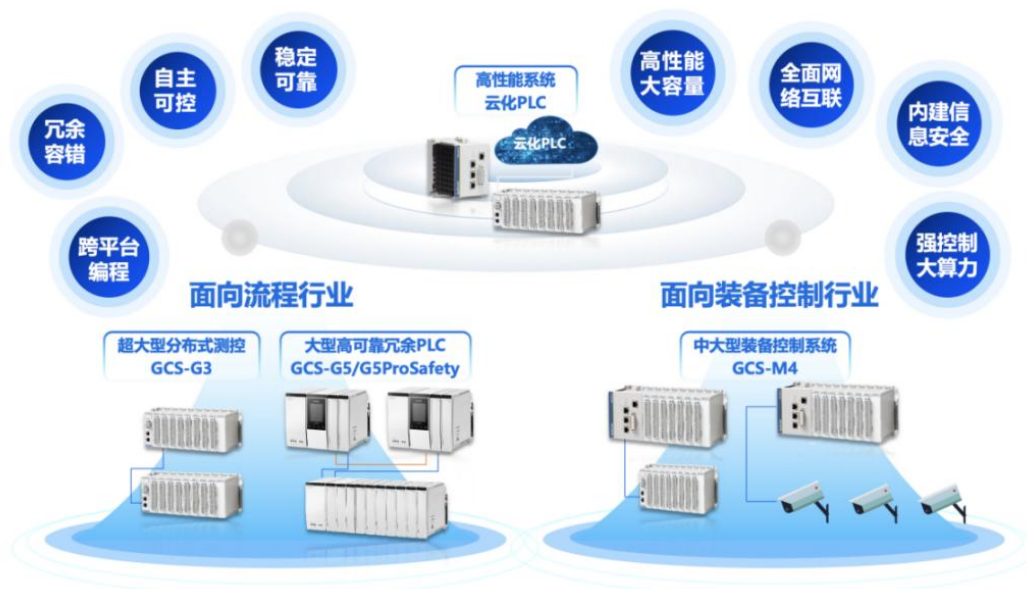 稳定
可靠
自主
可控
冗余
容错
跨平台
编程
高性能系统
云化PLC
云化PLC
高性能
大容量
全面网
络互联
内建信
息安全
强控制
大算力
面向流程行业
面向装备控制行业
超大型分布式测控
GCS-G3
大型高可靠冗余PLC
GCS-G5/G5ProSafety
中大型装备控制系统
GCS-M4